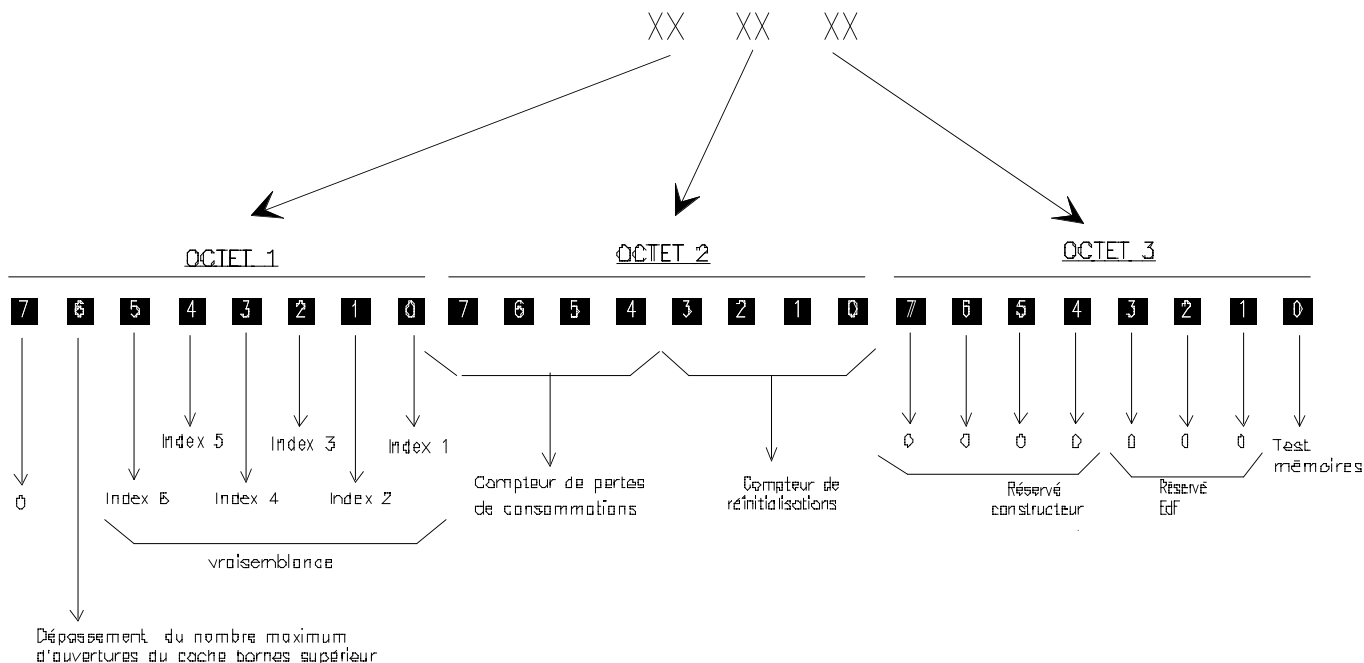 XX XX XX
OCTET 1 OCTET 2 OCTET 3
7 6 5 4 3 2 1 0 7 6 5 4 3 2 1 0 7 6 5 4 3 2 1 0
Index 5 Index 3 Index 1 0 0 0 0 0 0 0 Test
mémoires
0 Index 6 Index 4 Index 2
Compteur de pertes
de consommations
Compteur de
réinitialisations
Réservé
constructeur
Réservé
EdF
vraisemblance
Dépassement du nombre maximum
d'ouvertures du cache bornes supérieur